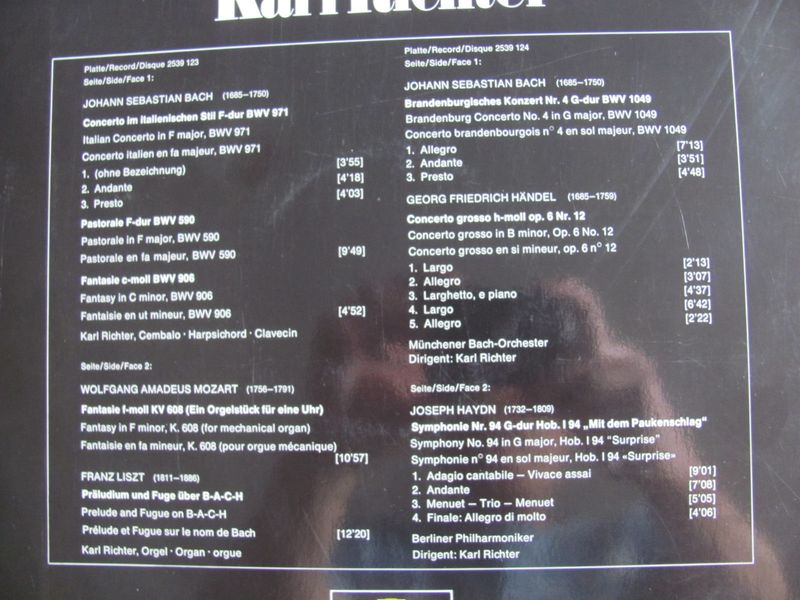 Karl Richter
Platte/Record/Disque 2539 123
Seite/Side/Face 1:
JOHANN SEBASTIAN BACH (1685–1750)
Concerto im italienischen Stil F-dur BWV 971
Italian Concerto in F major, BWV 971
Concerto italien en fa majeur, BWV 971
1. (ohne Bezeichnung) [3'55]
2. Andante [4'18]
3. Presto [4'03]
Pastorale F-dur BWV 590
Pastorale in F major, BWV 590
Pastorale en fa majeur, BWV 590 [9'49]
Fantasie c-moll BWV 906
Fantasy in C minor, BWV 906
Fantaisie en ut mineur, BWV 906 [4'52]
Karl Richter, Cembalo · Harpsichord · Clavecin
Seite/Side/Face 2:
WOLFGANG AMADEUS MOZART (1756–1791)
Fantasie f-moll KV 608 (Ein Orgelstück für eine Uhr)
Fantasy in F minor, K. 608 (for mechanical organ)
Fantaisie en fa mineur, K. 608 (pour orgue mécanique)
[10'57]
FRANZ LISZT (1811–1886)
Präludium und Fuge über B-A-C-H
Prelude and Fugue on B-A-C-H
Prélude et Fugue sur le nom de Bach [12'20]
Karl Richter, Orgel · Organ · orgue
Platte/Record/Disque 2539 124
Seite/Side/Face 1:
JOHANN SEBASTIAN BACH (1685–1750)
Brandenburgisches Konzert Nr. 4 G-dur BWV 1049
Brandenburg Concerto No. 4 in G major, BWV 1049
Concerto brandenbourgois n° 4 en sol majeur, BWV 1049
1. Allegro [7'13]
2. Andante [3'51]
3. Presto [4'48]
GEORG FRIEDRICH HÄNDEL (1685–1759)
Concerto grosso h-moll op. 6 Nr. 12
Concerto grosso in B minor, Op. 6 No. 12
Concerto grosso en si mineur, op. 6 n° 12
1. Largo [2'13]
2. Allegro [3'07]
3. Larghetto, e piano [4'37]
4. Largo [6'42]
5. Allegro [2'22]
Münchener Bach-Orchester
Dirigent: Karl Richter
Seite/Side/Face 2:
JOSEPH HAYDN (1732–1809)
Symphonie Nr. 94 G-dur Hob. I 94 „Mit dem Paukenschlag“
Symphony No. 94 in G major, Hob. I 94 “Surprise”
Symphonie n° 94 en sol majeur, Hob. I 94 «Surprise»
1. Adagio cantabile – Vivace assai [9'01]
2. Andante [7'08]
3. Menuet – Trio – Menuet [5'05]
4. Finale: Allegro di molto [4'06]
Berliner Philharmoniker
Dirigent: Karl Richter